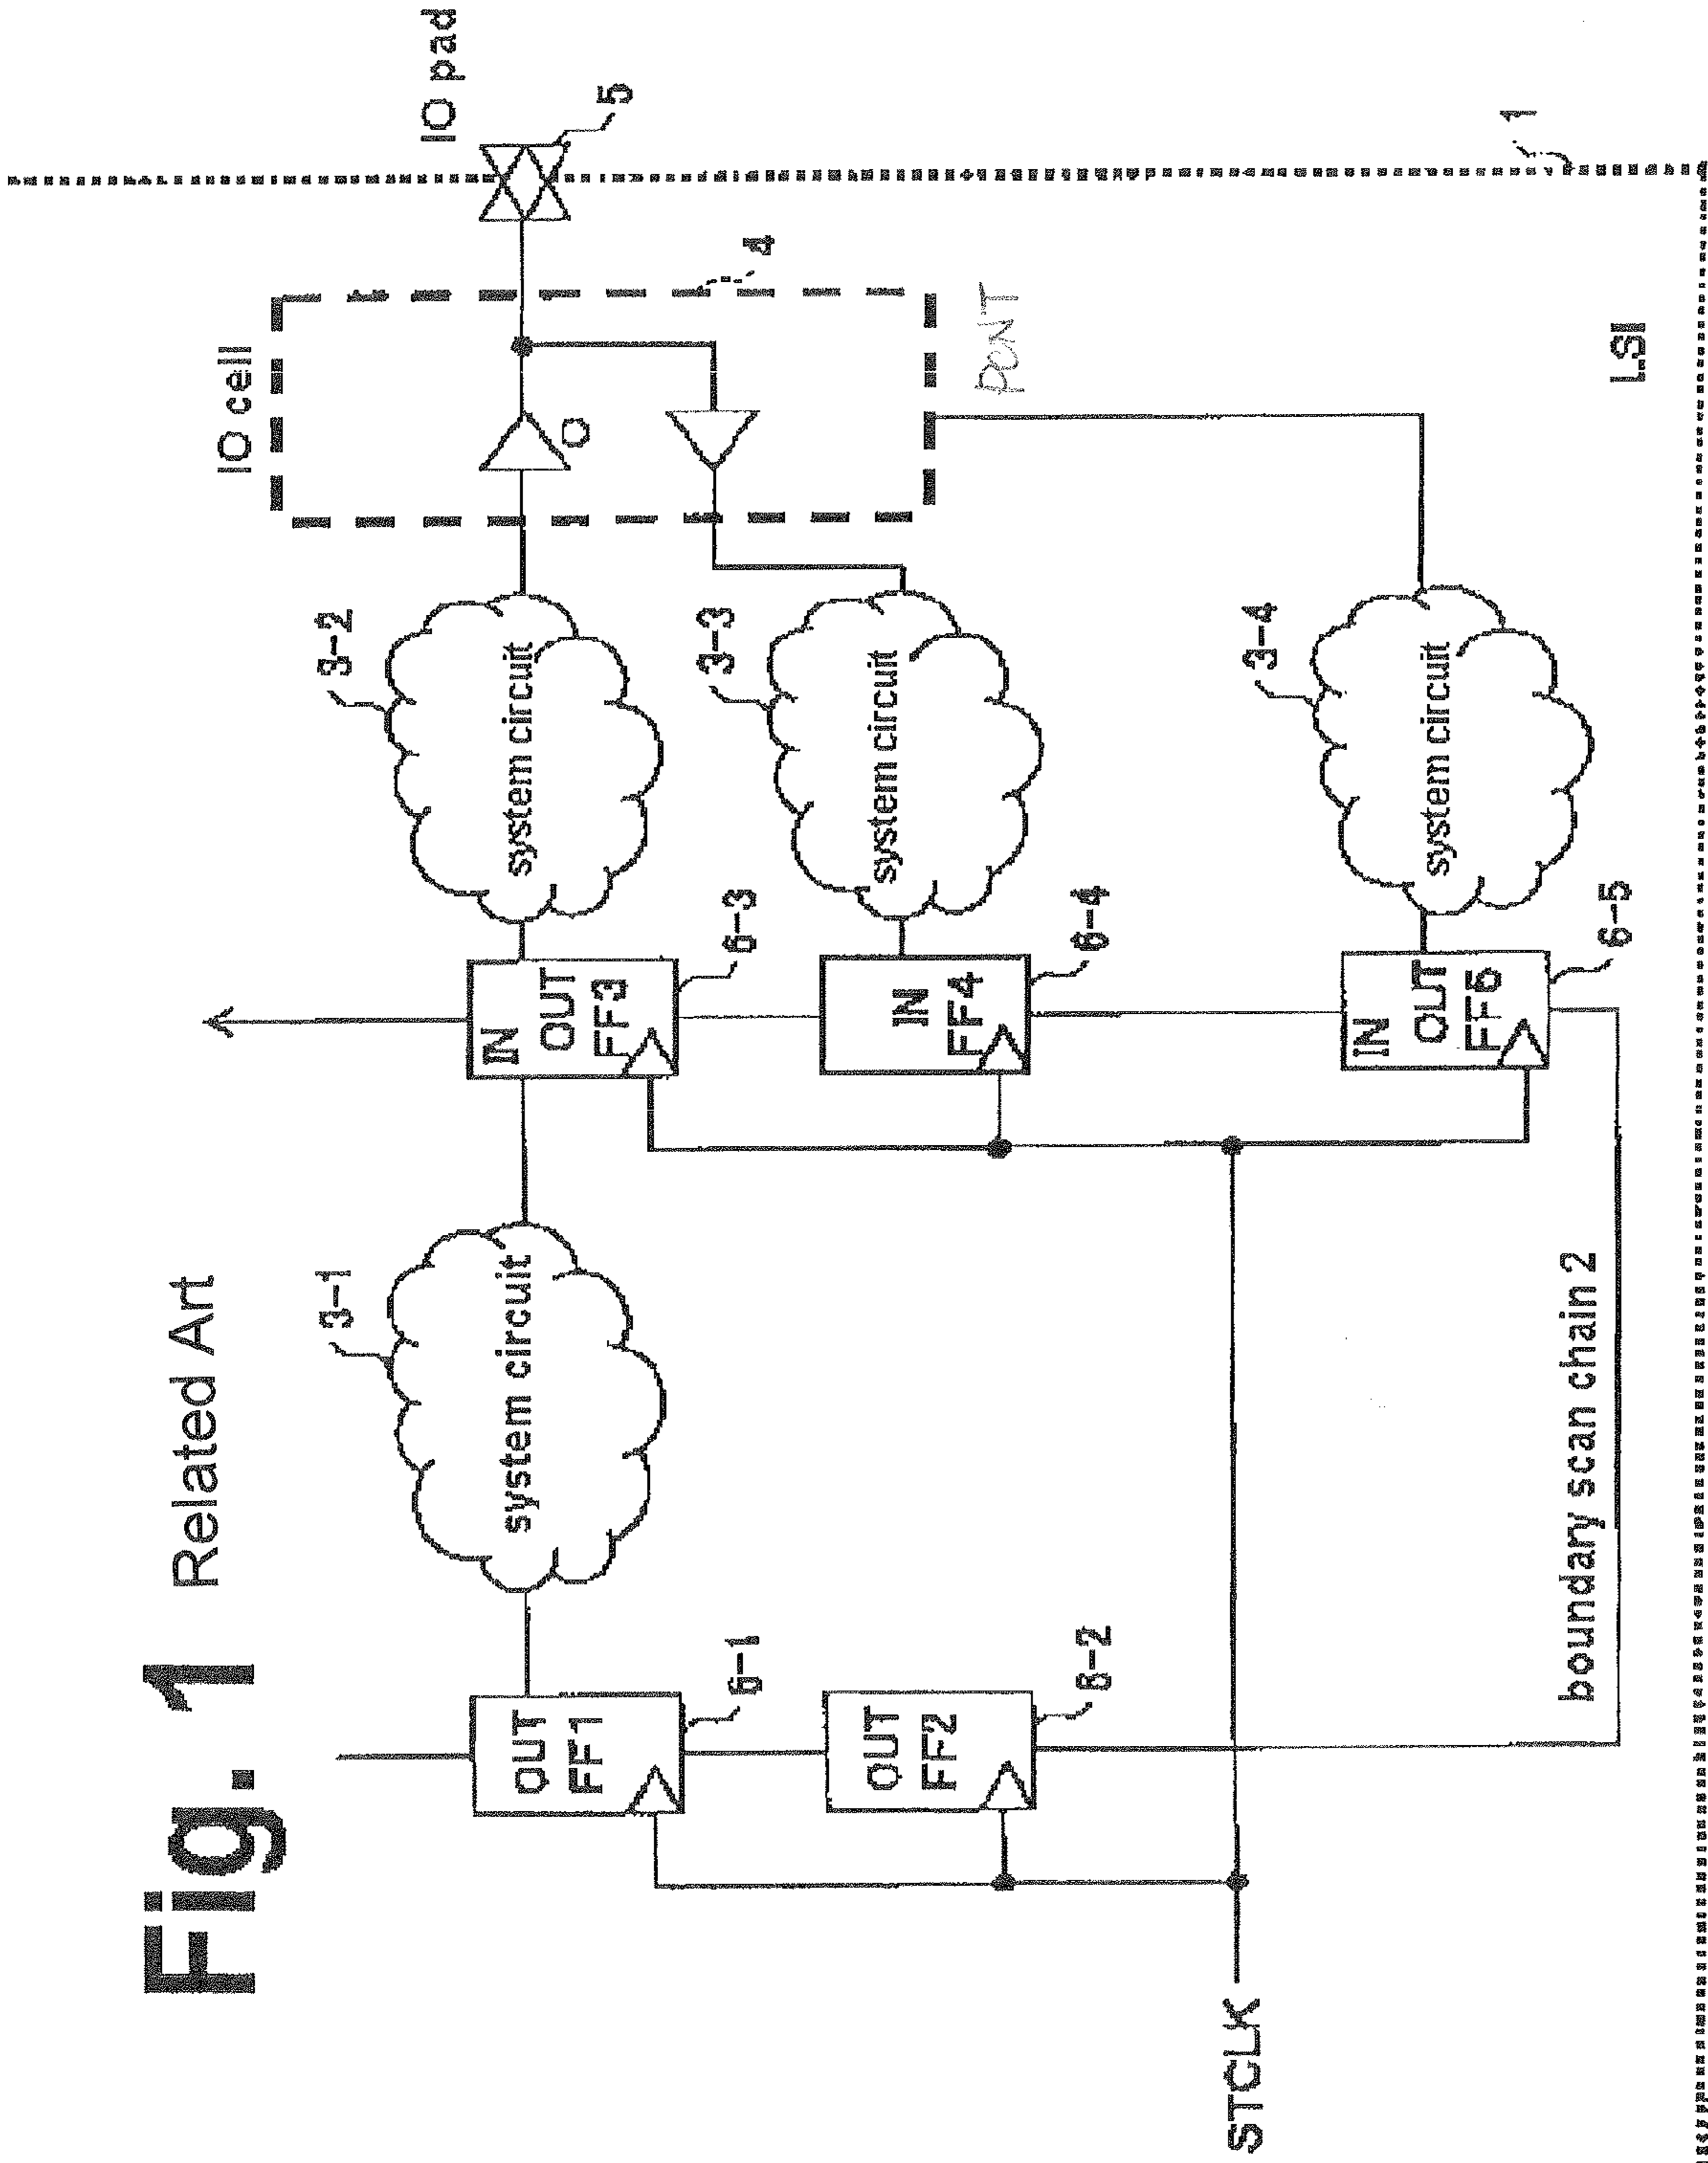 Fig. 1 Related Art
IO cell
IO pad
3-1
3-2
4
5
OUT
FF1
6-1
system circuit
IN
OUT
FF3
6-3
system circuit
3-3
OUT
FF2
6-2
IN
FF4
6-4
system circuit
PCNT
3-4
STCLK
IN
OUT
FF5
6-5
system circuit
1
boundary scan chain 2
LSI